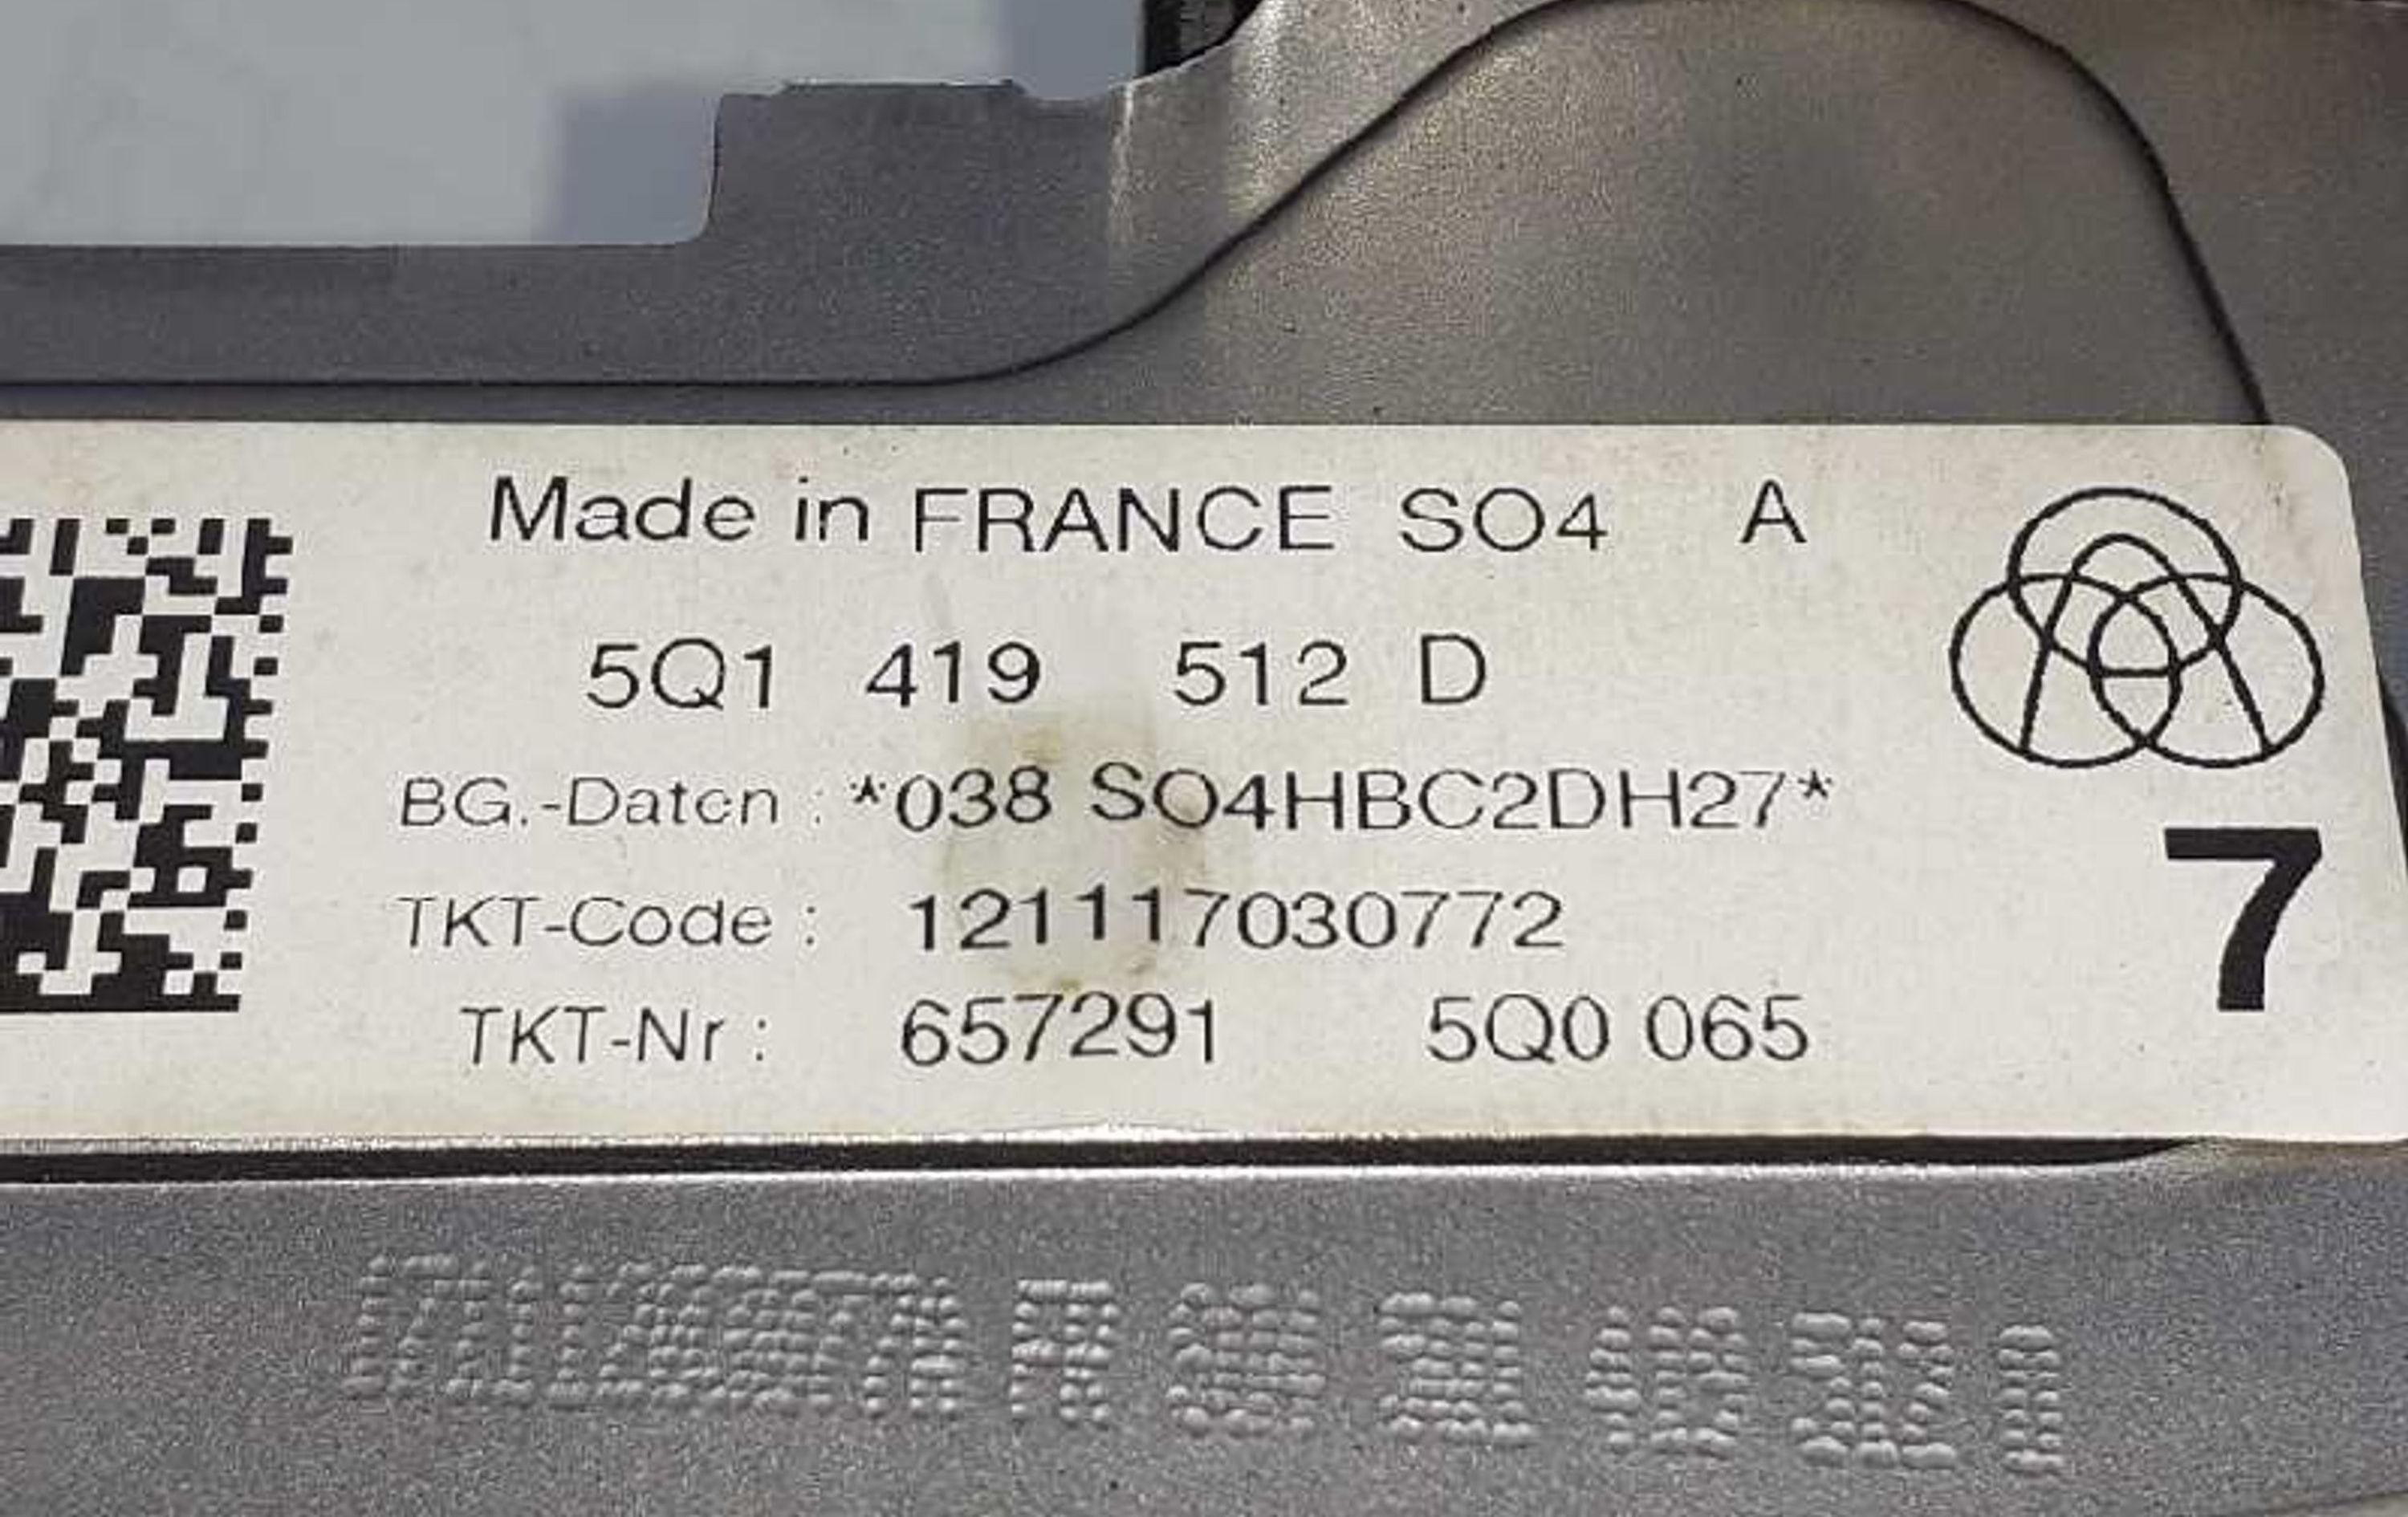 Made in FRANCE SO4 A
5Q1 419 512 D
BG.-Daten : *038 SO4HBC2DH27*
7
TKT-Code : 121117030772
TKT-Nr : 657291 5Q0 065